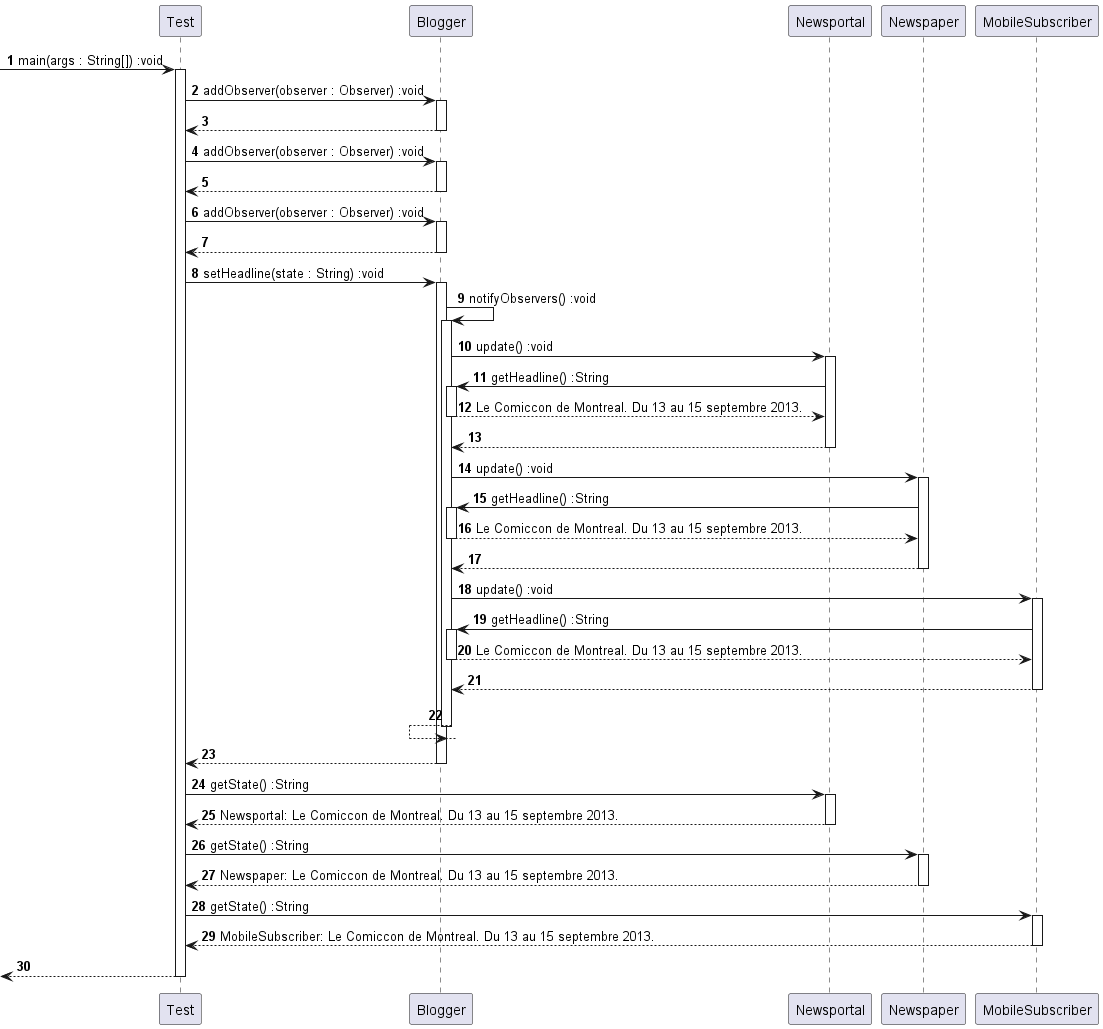 Test Blogger Newsportal Newspaper MobileSubscriber
1 main(args : String[]) :void
2 addObserver(observer : Observer) :void
3
4 addObserver(observer : Observer) :void
5
6 addObserver(observer : Observer) :void
7
8 setHeadline(state : String) :void
9 notifyObservers() :void
10 update() :void
11 getHeadline() :String
12 Le Comiccon de Montreal. Du 13 au 15 septembre 2013.
13
14 update() :void
15 getHeadline() :String
16 Le Comiccon de Montreal. Du 13 au 15 septembre 2013.
17
18 update() :void
19 getHeadline() :String
20 Le Comiccon de Montreal. Du 13 au 15 septembre 2013.
21
22
23
24 getState() :String
25 Newsportal: Le Comiccon de Montreal. Du 13 au 15 septembre 2013.
26 getState() :String
27 Newspaper: Le Comiccon de Montreal. Du 13 au 15 septembre 2013.
28 getState() :String
29 MobileSubscriber: Le Comiccon de Montreal. Du 13 au 15 septembre 2013.
30
Test Blogger Newsportal Newspaper MobileSubscriber